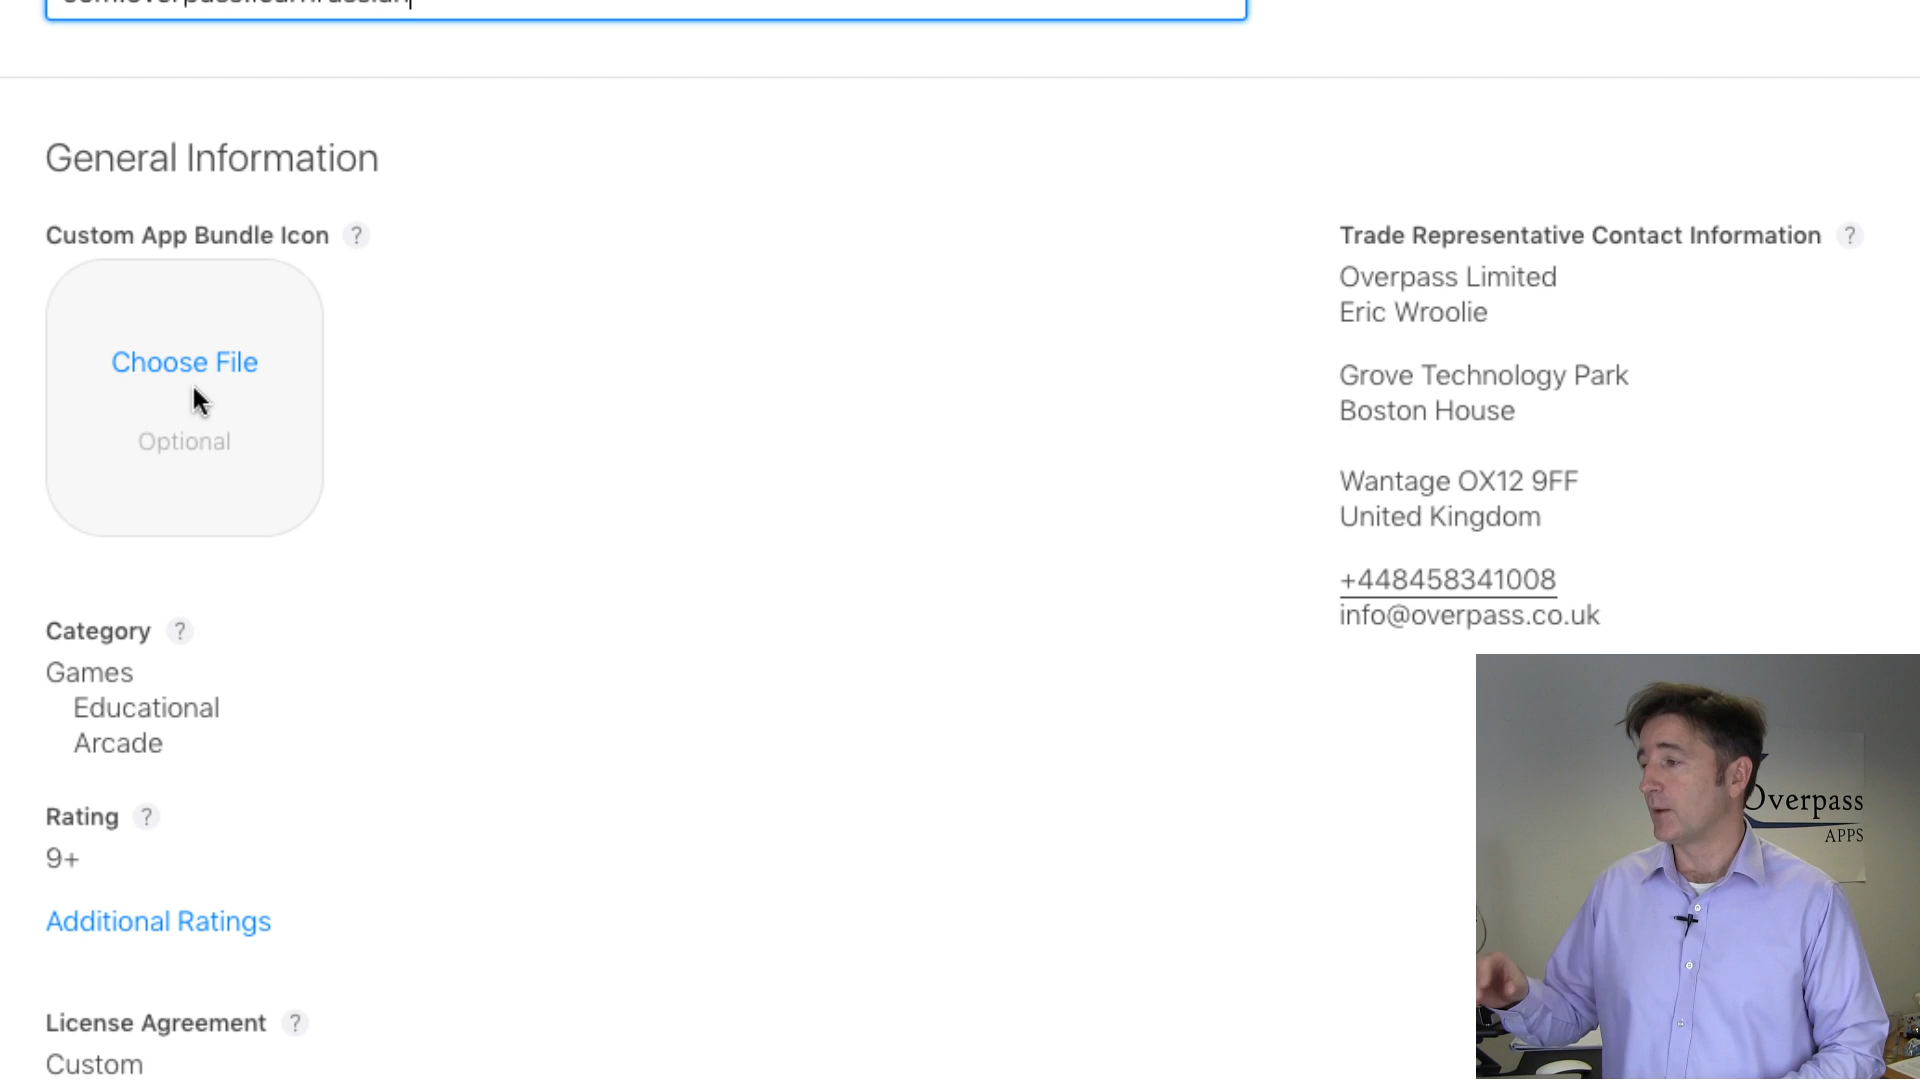 General Information
Custom App Bundle Icon ?
Choose File
Optional
Category ?
Games
Educational
Arcade
Rating ?
9+
Additional Ratings
License Agreement ?
Custom
Trade Representative Contact Information ?
Overpass Limited
Eric Wroolie
Grove Technology Park
Boston House
Wantage OX12 9FF
United Kingdom
+448458341008
info@overpass.co.uk
Overpass
APPS